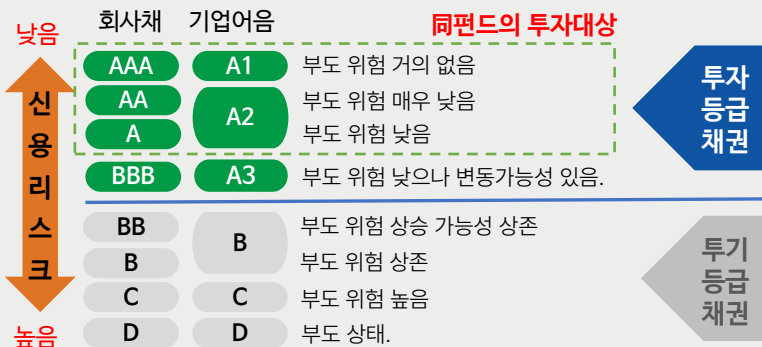 회사채 기업어음 同펀드의 투자대상
낮음
AAA A1 부도 위험 거의 없음
AA A2 부도 위험 매우 낮음
A 부도 위험 낮음
BBB A3 부도 위험 낮으나 변동가능성 있음.
BB B 부도 위험 상승 가능성 상존
B 부도 위험 상존
C C 부도 위험 높음
D D 부도 상태.
높음
신
용
리
스
크
투자
등급
채권
투기
등급
채권